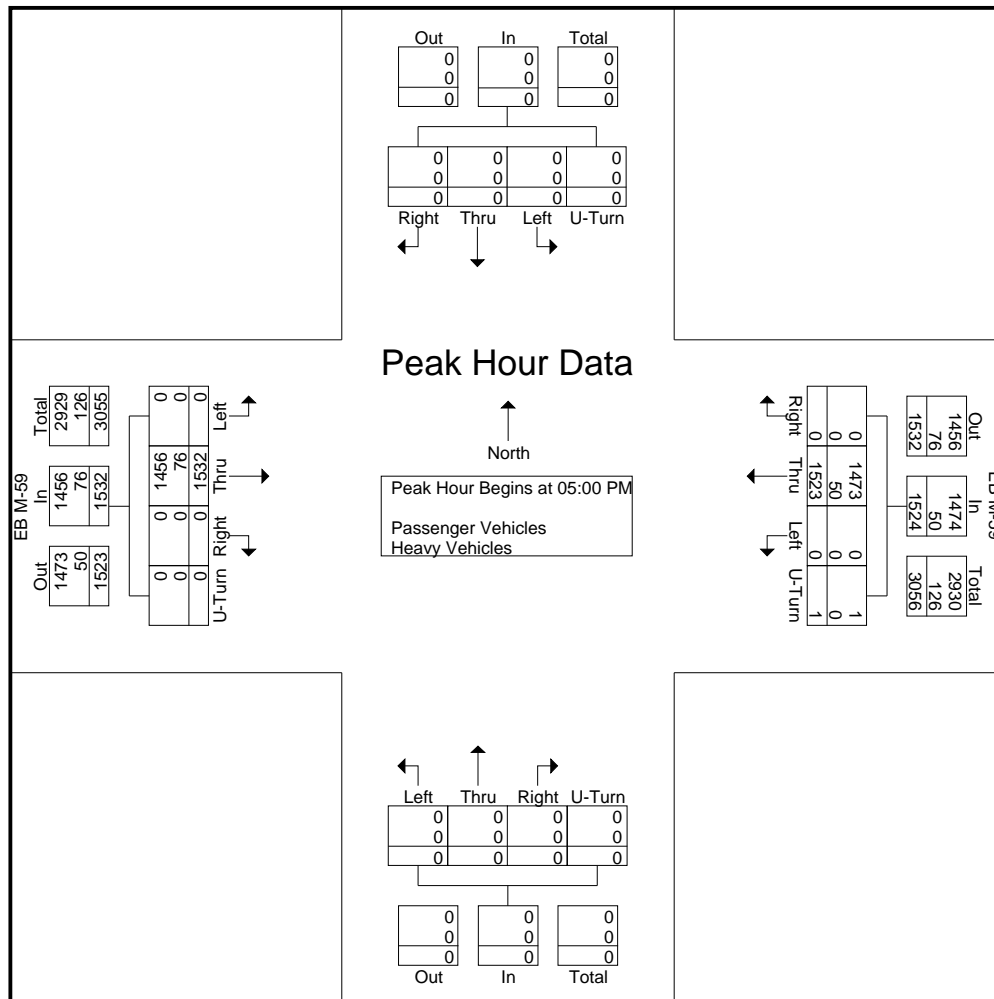 Out In Total
0 0 0
0 0 0
0 0 0
0 0 0 0
0 0 0 0
0 0 0 0
Right Thru Left U-Turn
Peak Hour Data
North
Peak Hour Begins at 05:00 PM
Passenger Vehicles
Heavy Vehicles
EB M-59
Out In Total
1473 1456 2929
50 76 126
1523 1532 3055
0 0 1456 0
0 0 76 0
0 0 1532 0
U-Turn Right Thru Left
EB M-59
Out In Total
1456 1474 2930
76 50 126
1532 1524 3056
0 1473 0 1
0 50 0 0
0 1523 0 1
Right Thru Left U-Turn
Left Thru Right U-Turn
0 0 0 0
0 0 0 0
0 0 0 0
0 0 0
0 0 0
0 0 0
Out In Total